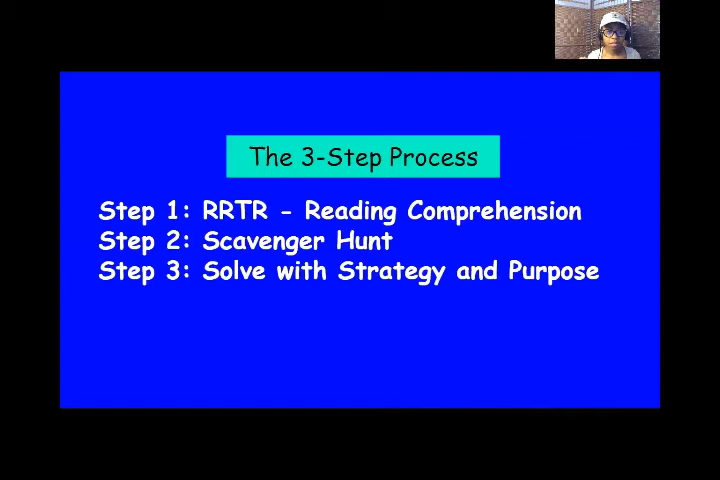 The 3-Step Process
Step 1: RRTR - Reading Comprehension
Step 2: Scavenger Hunt
Step 3: Solve with Strategy and Purpose